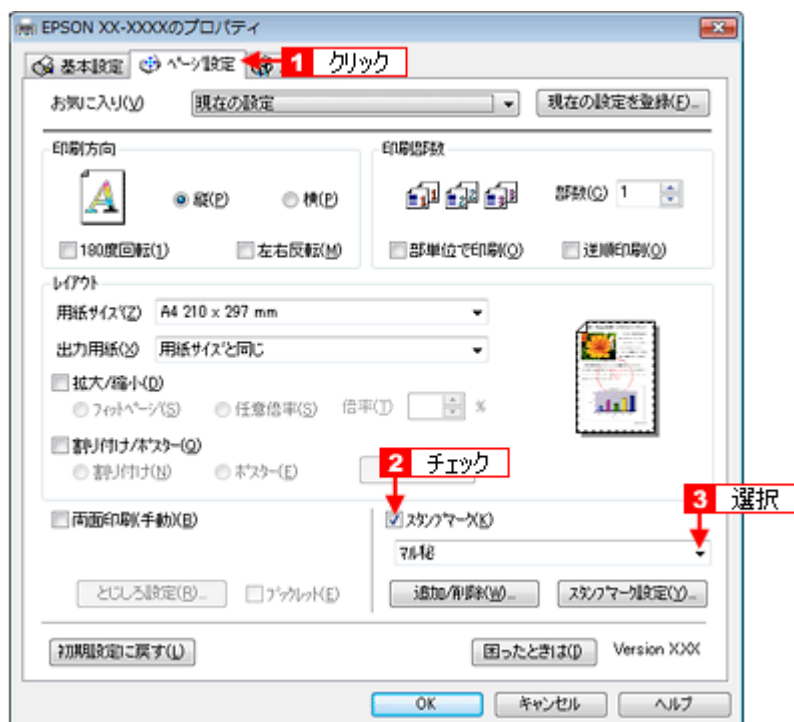 EPSON XX-XXXXのプロパティ
基本設定 ページ設定 1 クリック
お気に入り(V) 現在の設定 現在の設定を登録(F)...
印刷方向 印刷部数
縦(P) 横(P) 部数(C) 1
180度回転(1) 左右反転(M) 部単位で印刷(O) 逆順印刷(O)
レイアウト
用紙サイズ(Z) A4 210 x 297 mm
出力用紙(X) 用紙サイズと同じ
拡大/縮小(D)
フィットページ(S) 任意倍率(S) 倍率(T) %
割り付け/ポスター(Q)
割り付け(N) ポスター(E) 2 チェック
3 選択
両面印刷(手動)(B) スタンプマーク(K)
マル秘
とじしろ設定(R)... ブックレット(E) 追加/削除(W)... スタンプマーク設定(Y)...
初期設定に戻す(L) 困ったときは(I) Version X.XX
OK キャンセル ヘルプ